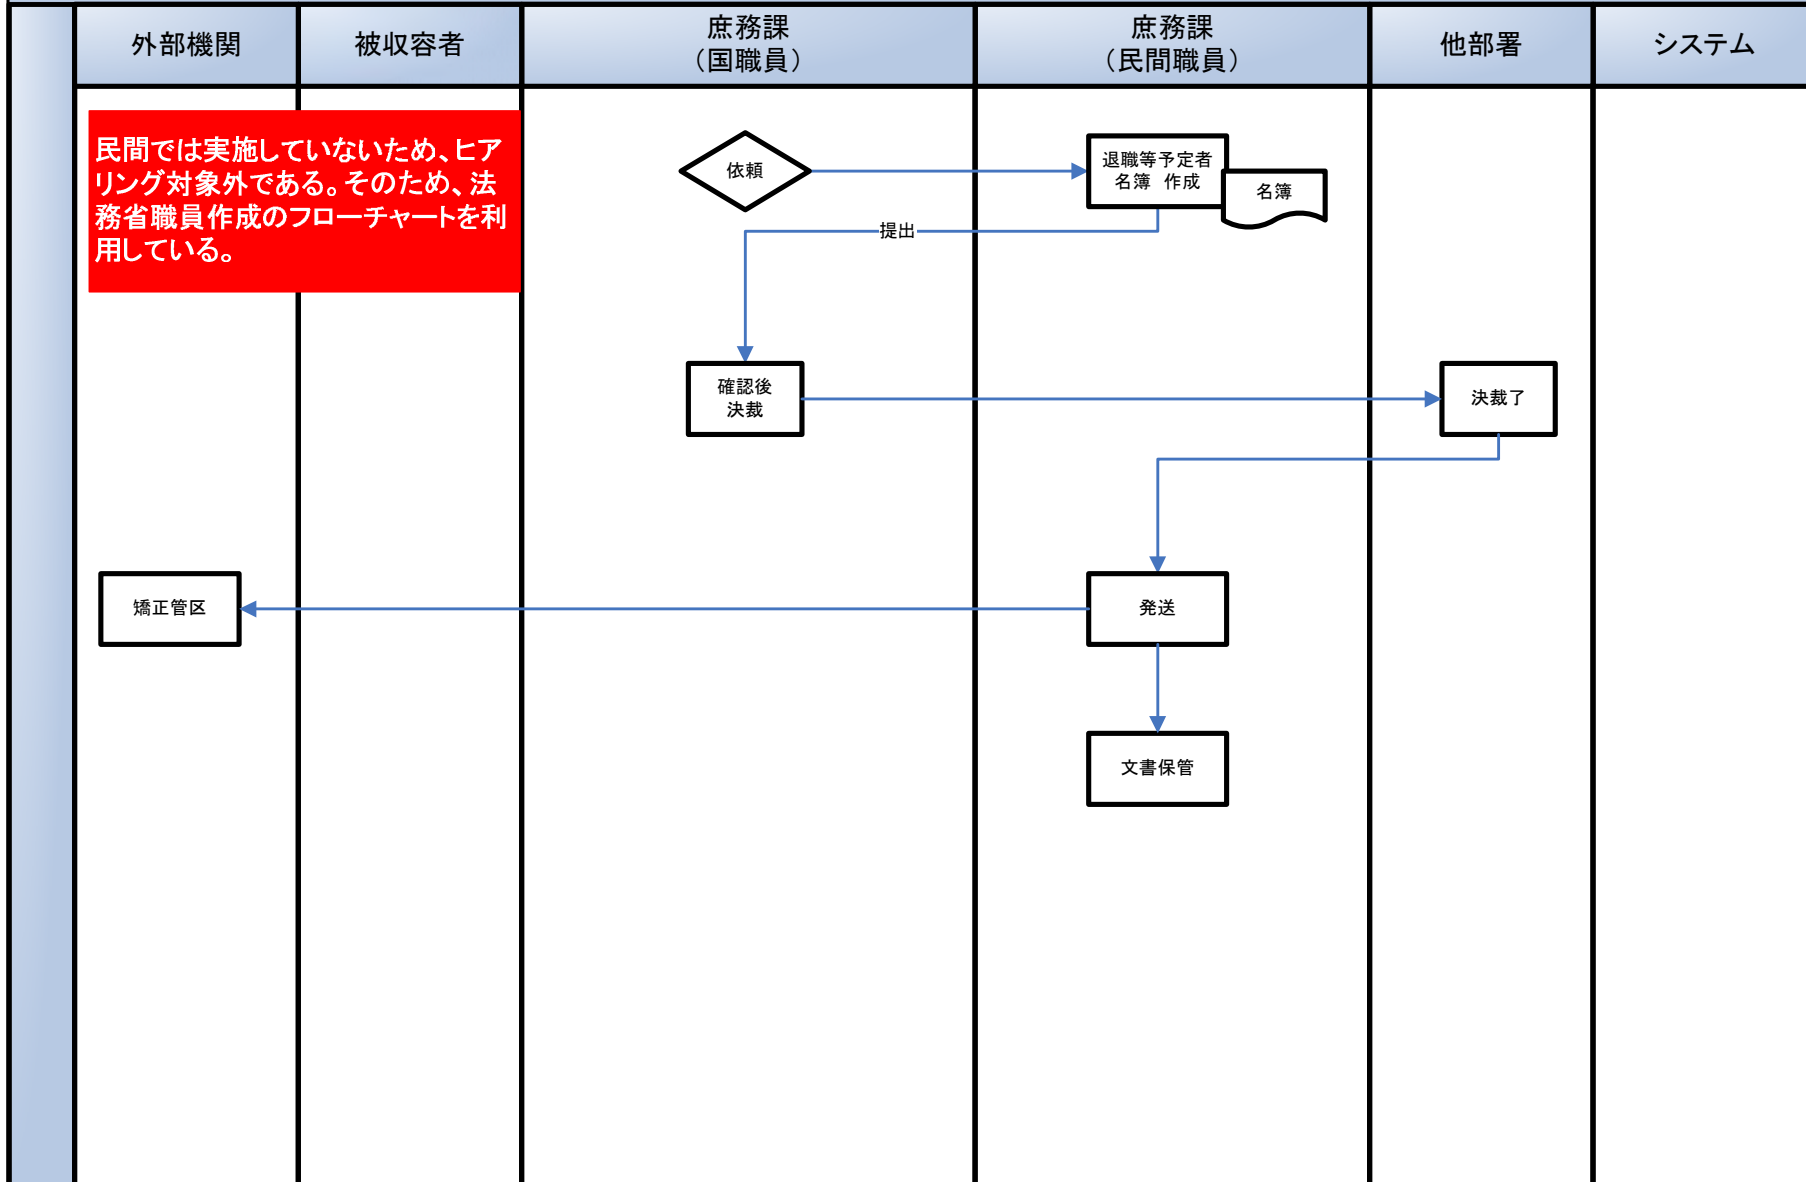 外部機関
被収容者
庶務課
（国職員）
庶務課
（民間職員）
他部署
システム
民間では実施していないため、ヒア
リング対象外である。そのため、法
務省職員作成のフローチャートを利
用している。
依頼
退職等予定者
名簿　作成
名簿
提出
確認後
決裁
決裁了
矯正管区
発送
文書保管